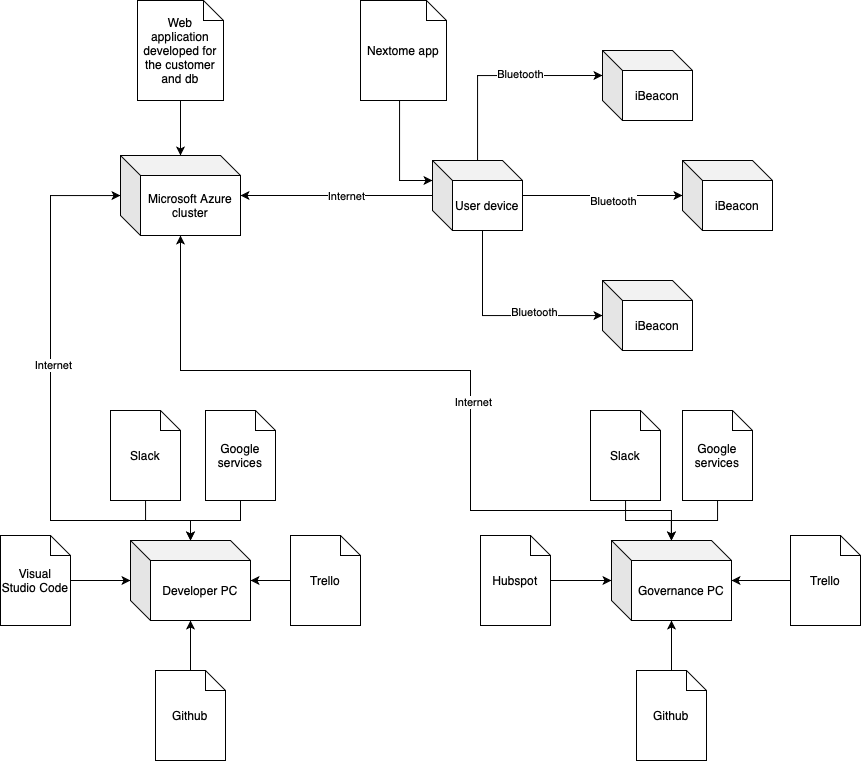 Web
application
developed for
the customer
and db
Nextome app
Bluetooth
iBeacon
Microsoft Azure
cluster
Internet
User device
Bluetooth
iBeacon
Bluetooth
iBeacon
Internet
Internet
Slack
Google
services
Slack
Google
services
Visual
Studio Code
Developer PC
Trello
Hubspot
Governance PC
Trello
Github
Github